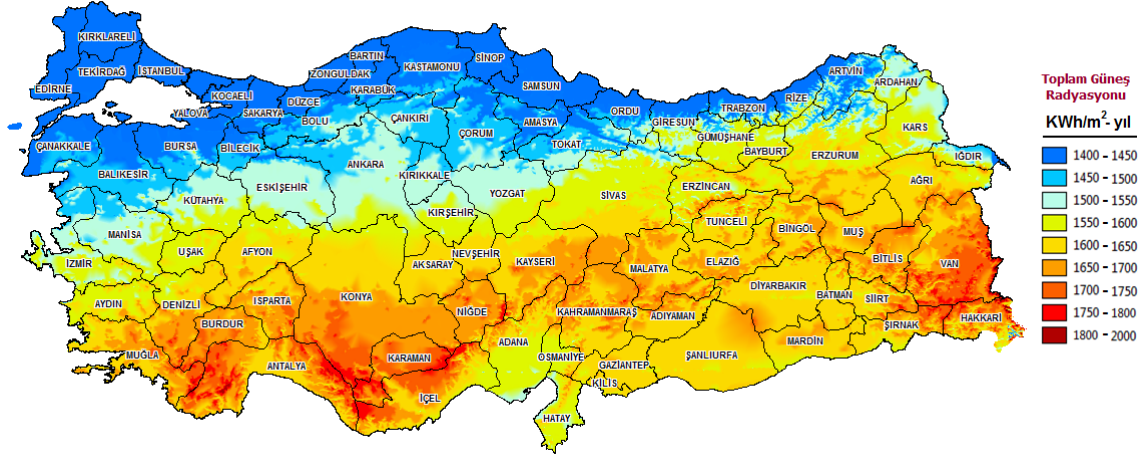 KIRKLARELİ
TEKİRDAĞ
İSTANBUL
EDİRNE
KOCAELİ
YALOVA
SAKARYA
DÜZCE
BOLU
ZONGULDAK
BARTIN
KARABÜK
KASTAMONU
SİNOP
SAMSUN
ÇANKIRI
ÇORUM
AMASYA
TOKAT
ORDU
GİRESUN
TRABZON
RİZE
ARTVİN
ARDAHAN
KARS
GÜMÜŞHANE
BAYBURT
ERZURUM
IĞDIR
AĞRI
ÇANAKKALE
BURSA
BİLECİK
BALIKESİR
ESKİŞEHİR
ANKARA
KIRIKKALE
YOZGAT
SİVAS
ERZİNCAN
KÜTAHYA
KIRŞEHİR
MANİSA
UŞAK
AFYON
İZMİR
AKSARAY
NEVŞEHİR
KAYSERİ
MALATYA
TUNCELİ
BİNGÖL
MUŞ
ELAZIĞ
BİTLİS
VAN
AYDIN
DENİZLİ
ISPARTA
KONYA
NİĞDE
KAHRAMANMARAŞ
ADIYAMAN
DİYARBAKIR
BATMAN
SİİRT
ŞIRNAK
HAKKARİ
BURDUR
MUĞLA
ANTALYA
KARAMAN
İÇEL
ADANA
OSMANİYE
GAZİANTEP
KİLİS
ŞANLIURFA
MARDİN
HATAY
Toplam Güneş
Radyasyonu
KWh/m²- yıl
1400 - 1450
1450 - 1500
1500 - 1550
1550 - 1600
1600 - 1650
1650 - 1700
1700 - 1750
1750 - 1800
1800 - 2000